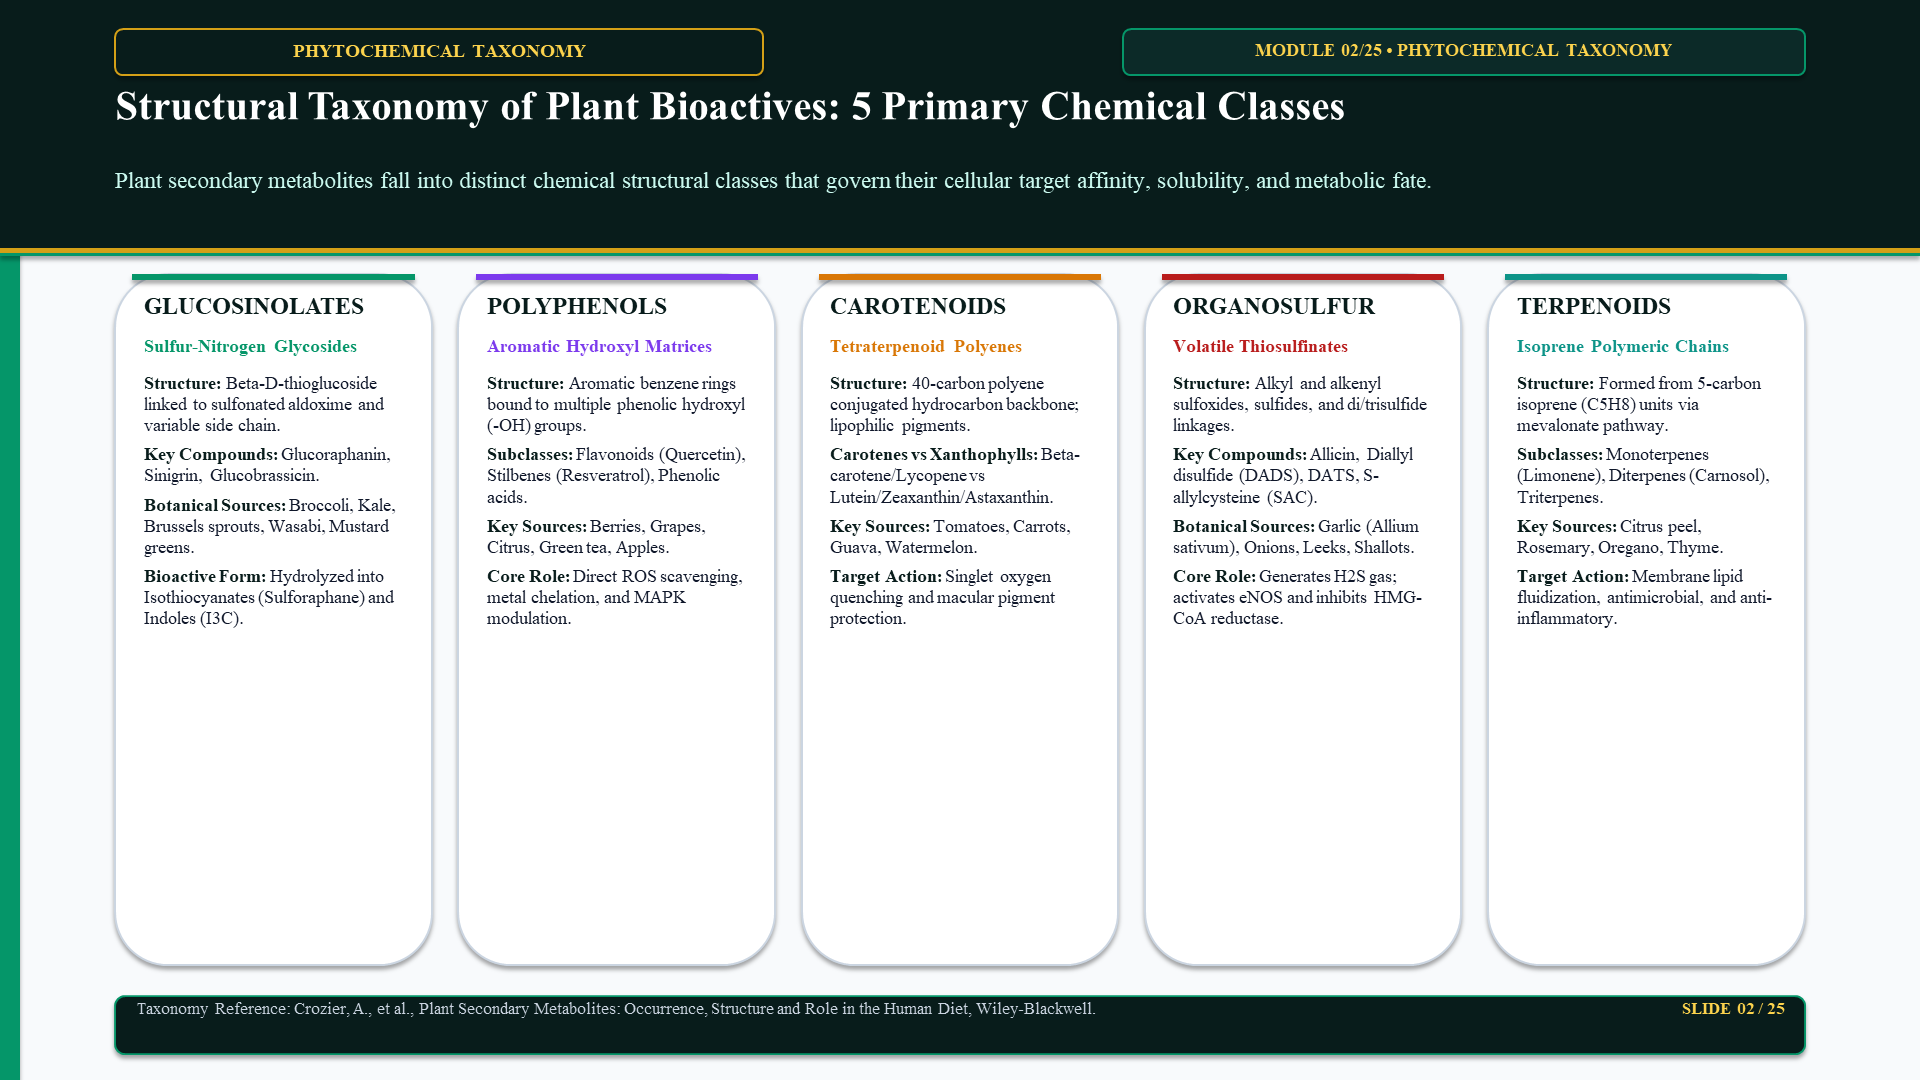 PHYTOCHEMICAL TAXONOMY
MODULE 02/25 • PHYTOCHEMICAL TAXONOMY
Structural Taxonomy of Plant Bioactives: 5 Primary Chemical Classes
Plant secondary metabolites fall into distinct chemical structural classes that govern their cellular target affinity, solubility, and metabolic fate.
GLUCOSINOLATES
Sulfur-Nitrogen Glycosides
Structure: Beta-D-thioglucoside
linked to sulfonated aldoxime and
variable side chain.
Key Compounds: Glucoraphanin,
Sinigrin, Glucobrassicin.
Botanical Sources: Broccoli, Kale,
Brussels sprouts, Wasabi, Mustard
greens.
Bioactive Form: Hydrolyzed into
Isothiocyanates (Sulforaphane) and
Indoles (I3C).
POLYPHENOLS
Aromatic Hydroxyl Matrices
Structure: Aromatic benzene rings
bound to multiple phenolic hydroxyl
(-OH) groups.
Subclasses: Flavonoids (Quercetin),
Stilbenes (Resveratrol), Phenolic
acids.
Key Sources: Berries, Grapes,
Citrus, Green tea, Apples.
Core Role: Direct ROS scavenging,
metal chelation, and MAPK
modulation.
CAROTENOIDS
Tetraterpenoid Polyenes
Structure: 40-carbon polyene
conjugated hydrocarbon backbone;
lipophilic pigments.
Carotenes vs Xanthophylls: Beta-
carotene/Lycopene vs
Lutein/Zeaxanthin/Astaxanthin.
Key Sources: Tomatoes, Carrots,
Guava, Watermelon.
Target Action: Singlet oxygen
quenching and macular pigment
protection.
ORGANOSULFUR
Volatile Thiosulfinates
Structure: Alkyl and alkenyl
sulfoxides, sulfides, and di/trisulfide
linkages.
Key Compounds: Allicin, Diallyl
disulfide (DADS), DATS, S-
allylcysteine (SAC).
Botanical Sources: Garlic (Allium
sativum), Onions, Leeks, Shallots.
Core Role: Generates H2S gas;
activates eNOS and inhibits HMG-
CoA reductase.
TERPENOIDS
Isoprene Polymeric Chains
Structure: Formed from 5-carbon
isoprene (C5H8) units via
mevalonate pathway.
Subclasses: Monoterpenes
(Limonene), Diterpenes (Carnosol),
Triterpenes.
Key Sources: Citrus peel,
Rosemary, Oregano, Thyme.
Target Action: Membrane lipid
fluidization, antimicrobial, and anti-
inflammatory.
Taxonomy Reference: Crozier, A., et al., Plant Secondary Metabolites: Occurrence, Structure and Role in the Human Diet, Wiley-Blackwell.
SLIDE 02 / 25